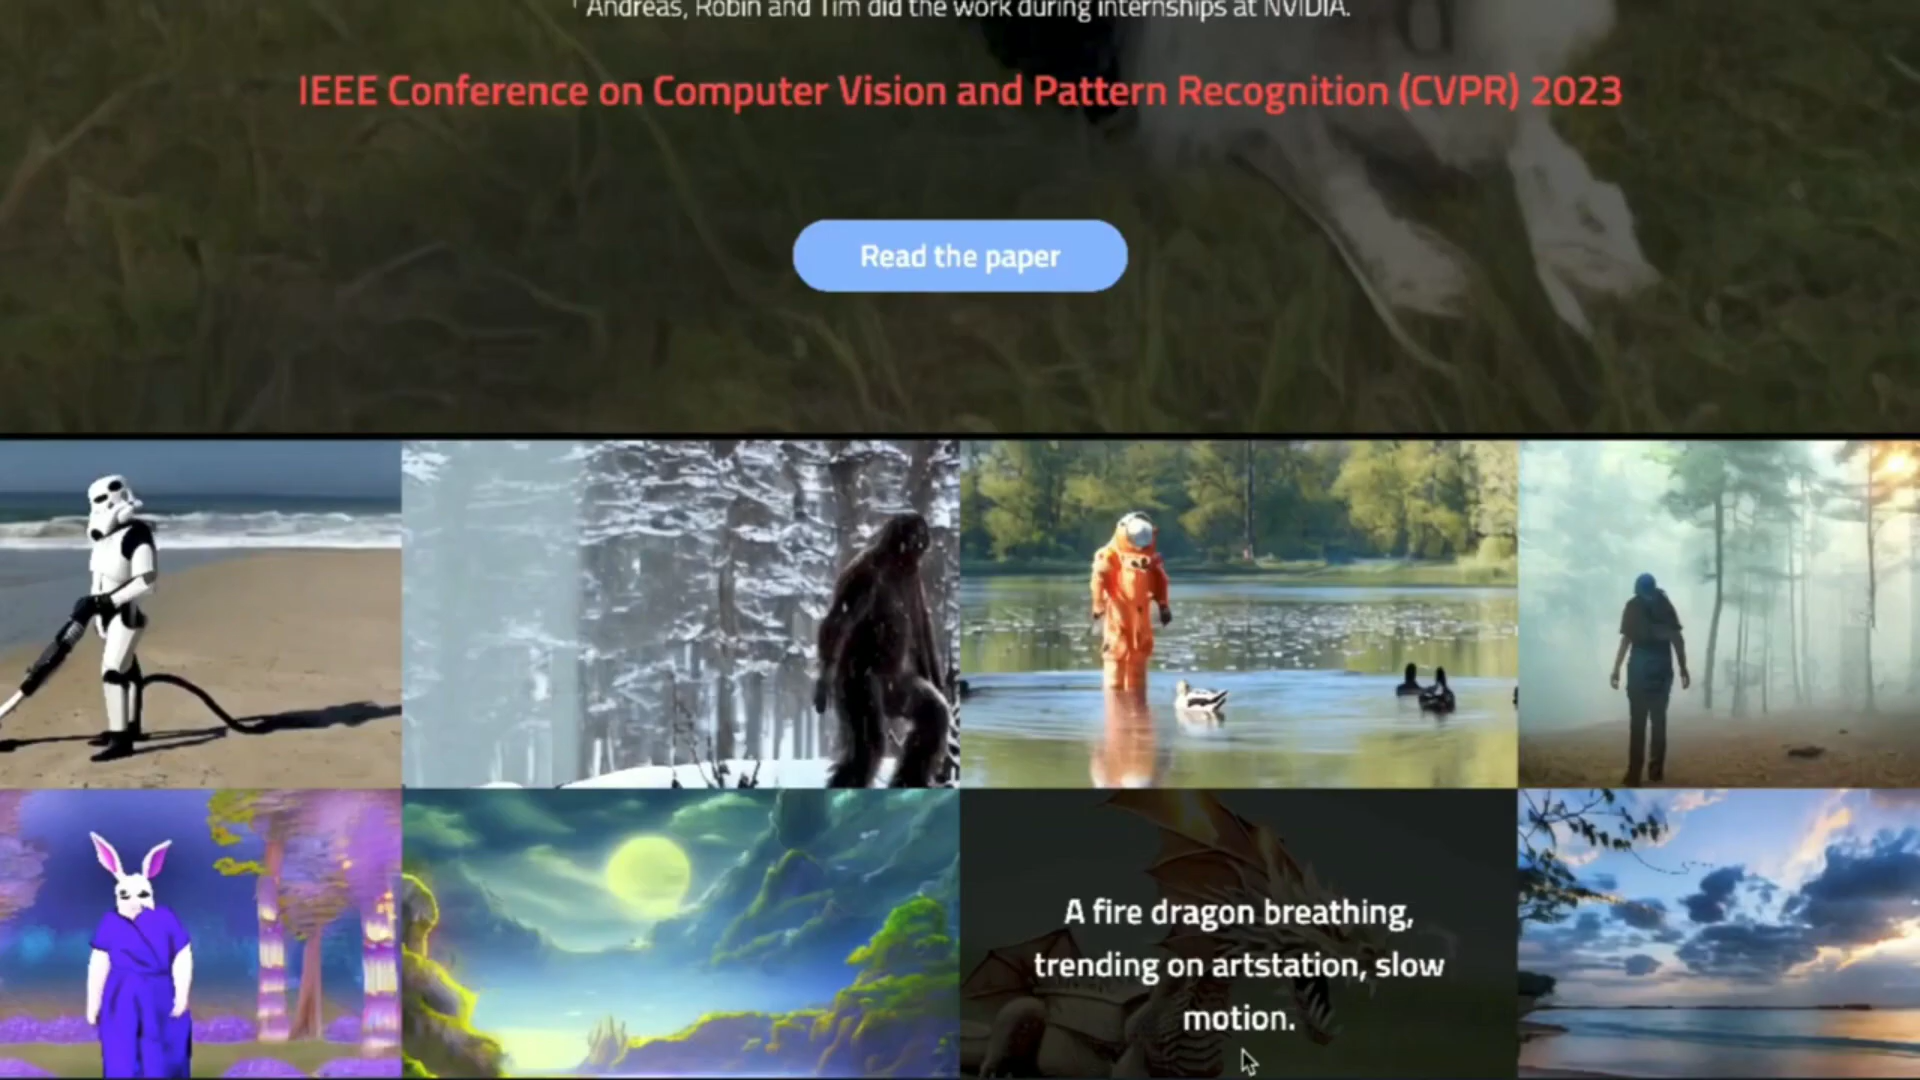 Andreas, Robin and Tim did the work during internships at NVIDIA.
IEEE Conference on Computer Vision and Pattern Recognition (CVPR) 2023
Read the paper
A fire dragon breathing,
trending on artstation, slow
motion.